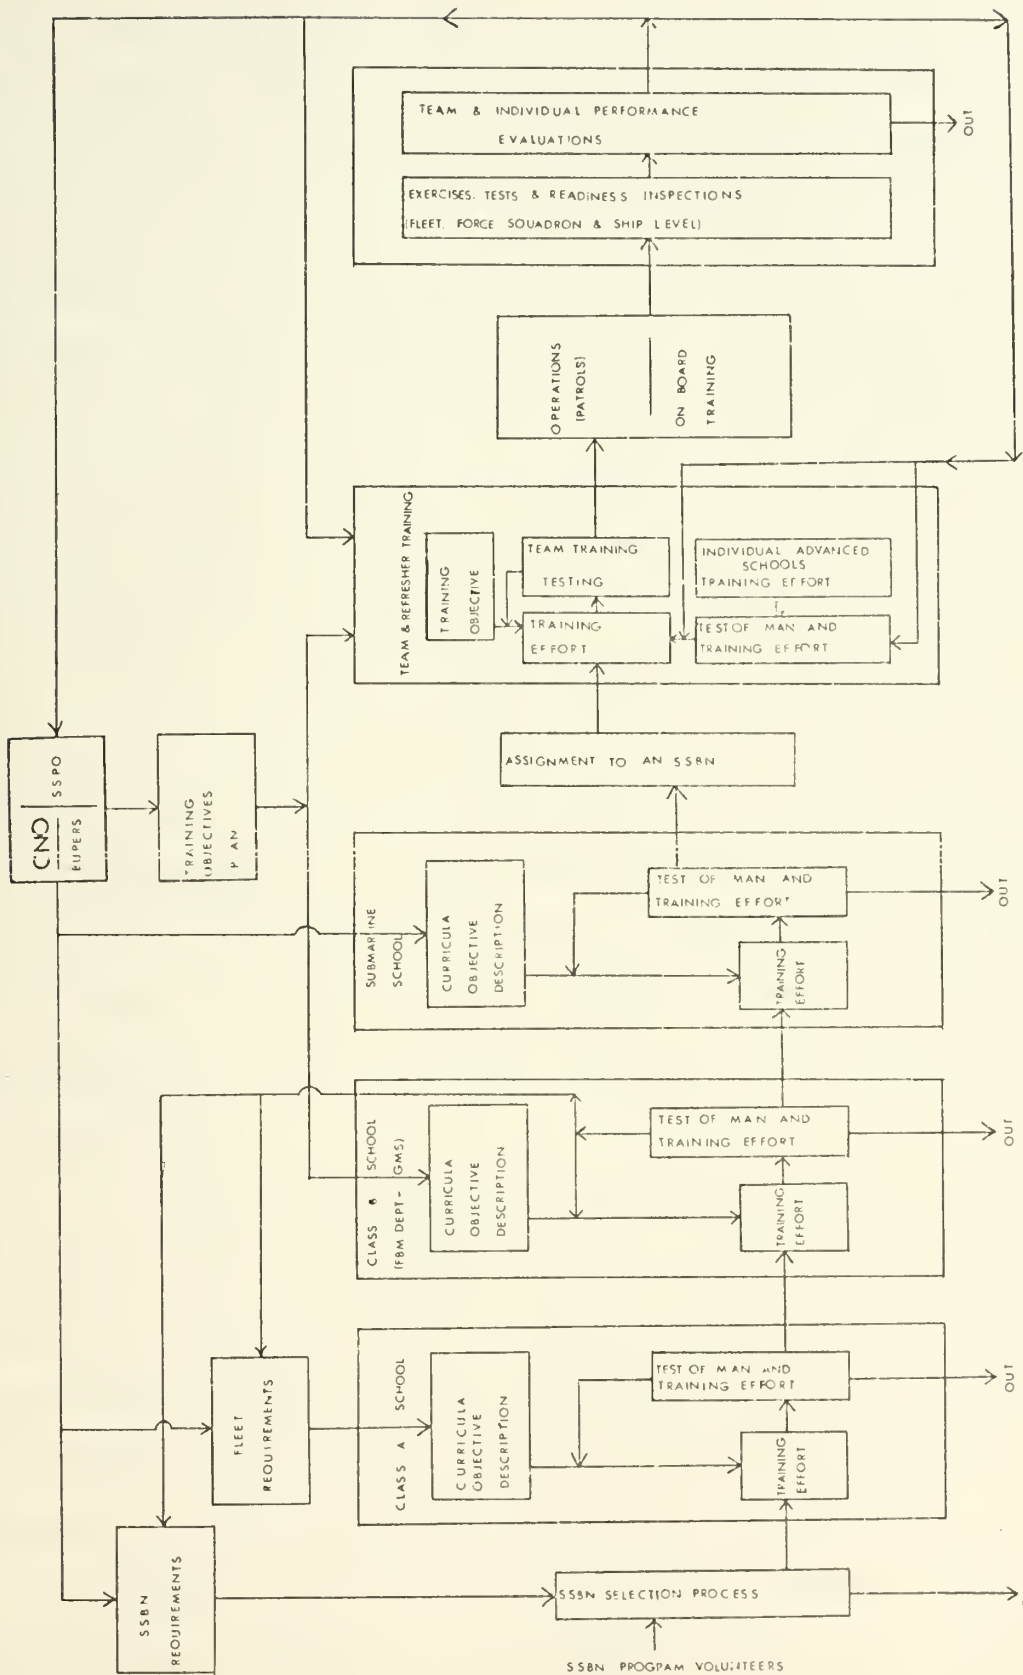 TEAM & INDIVIDUAL PERFORMANCE
EVALUATIONS
OUT
EXERCISES, TESTS & READINESS INSPECTIONS
(FLEET, FORCE SQUADRON & SHIP LEVEL)
OPERATIONS
(PATROLS)
ON BOARD
TRAINING
TEAM & REFRESHER TRAINING
TRAINING
OBJECTIVE
TEAM TRAINING
TESTING
TRAINING
EFFORT
INDIVIDUAL ADVANCED
SCHOOLS
TRAINING EFFORT
TEST OF MAN AND
TRAINING EFFORT
CNO
SSPO
BUPERS
TRAINING
OBJECTIVES
PLAN
ASSIGNMENT TO AN SSBN
SUBMARINE
SCHOOL
CURRICULA
OBJECTIVE
DESCRIPTION
TEST OF MAN AND
TRAINING EFFORT
TRAINING
EFFORT
OUT
CLASS B SCHOOL
(FBM DEPT- GMS)
CURRICULA
OBJECTIVE
DESCRIPTION
TEST OF MAN AND
TRAINING EFFORT
TRAINING
EFFORT
OUT
FLEET
REQUIREMENTS
CLASS A SCHOOL
CURRICULA
OBJECTIVE
DESCRIPTION
TEST OF MAN AND
TRAINING EFFORT
TRAINING
EFFORT
OUT
SSBN
REQUIREMENTS
SSBN SELECTION PROCESS
SSBN PROGRAM VOLUNTEERS